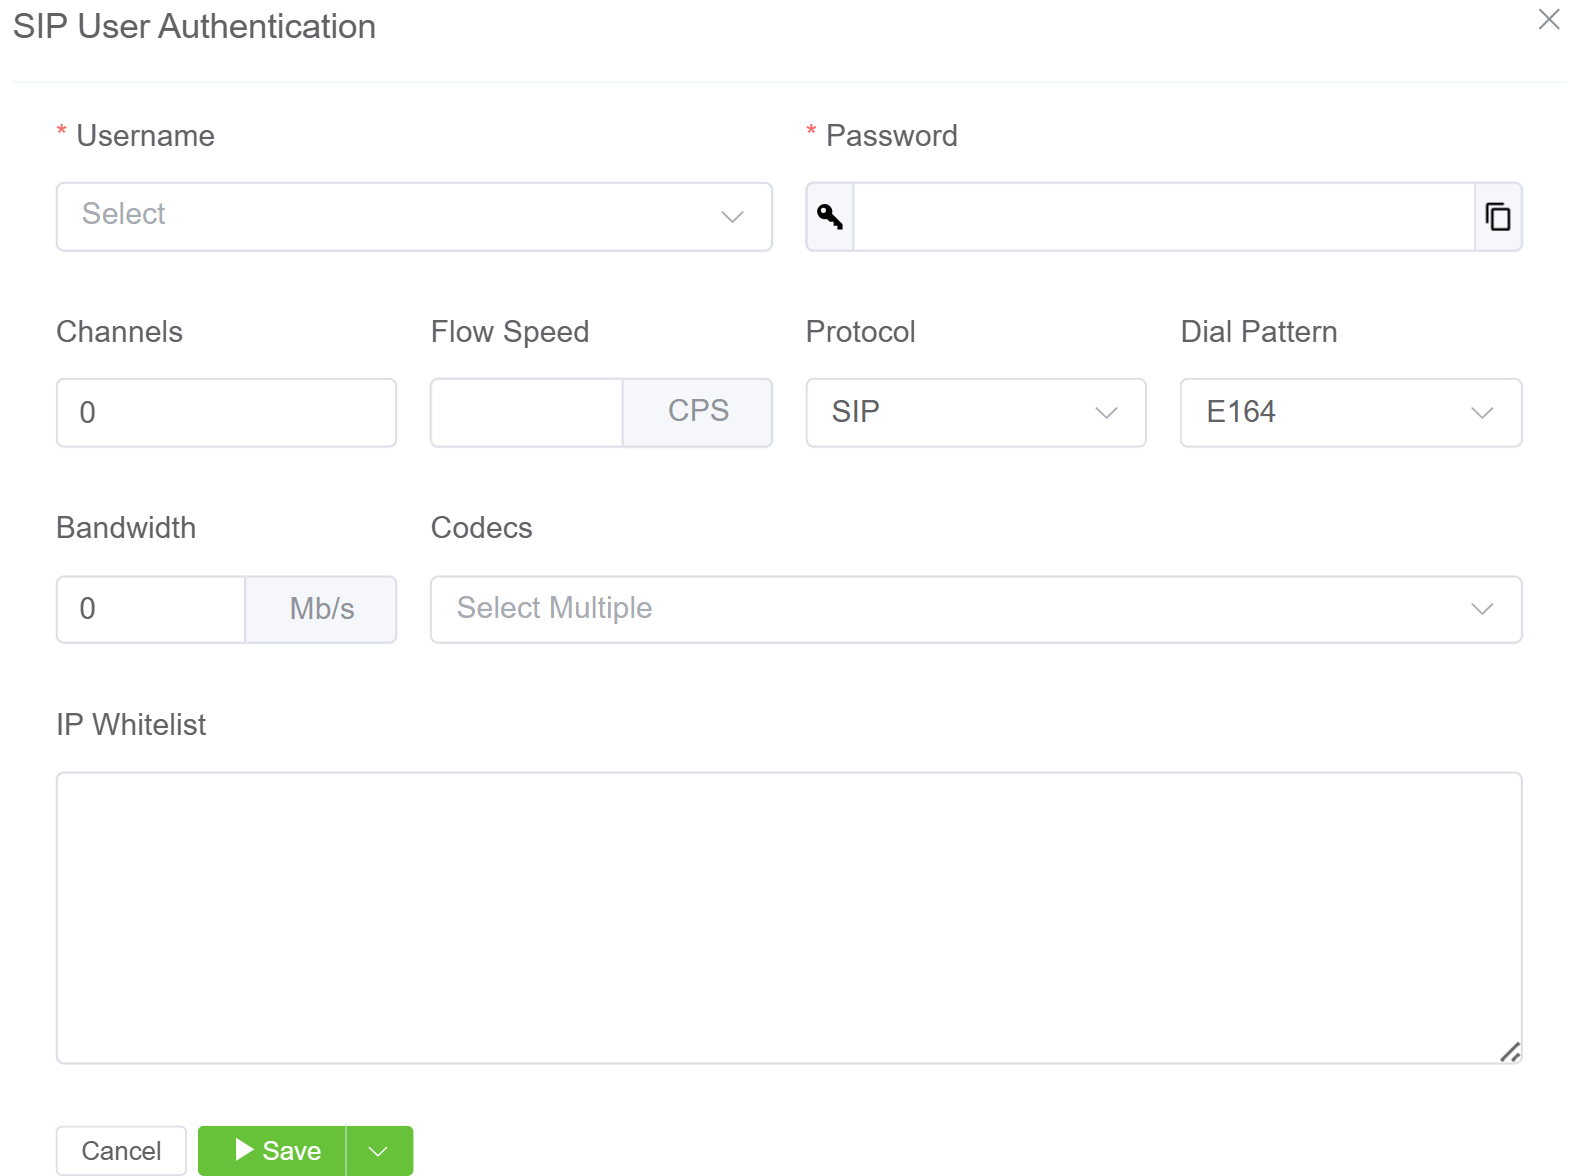 SIP User Authentication
* Username
* Password
Select
Channels
Flow Speed
Protocol
Dial Pattern
0
CPS
SIP
E164
Bandwidth
Codecs
0
Mb/s
Select Multiple
IP Whitelist
Cancel
Save